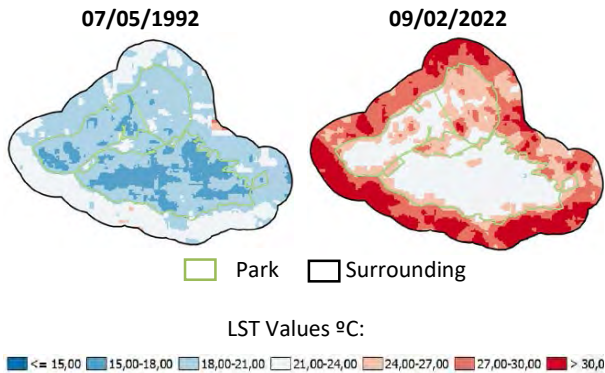 07/05/1992 09/02/2022
Park Surrounding
LST Values ºC:
<= 15,00 15,00-18,00 18,00-21,00 21,00-24,00 24,00-27,00 27,00-30,00 > 30,0